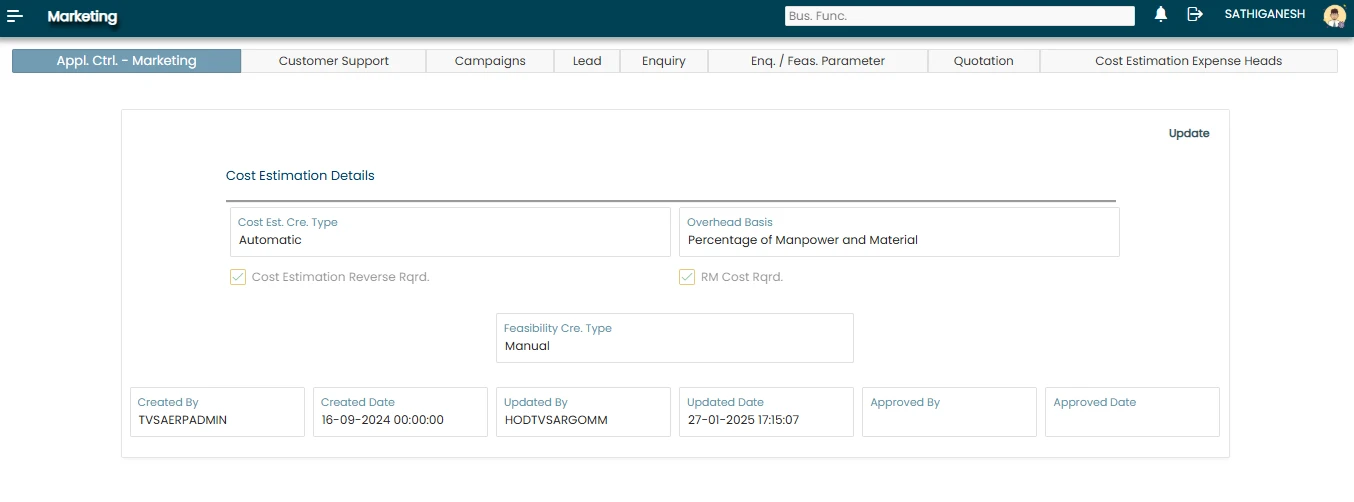 Marketing
Bus. Func.
SATHIGANESH
Appl. Ctrl. - Marketing
Customer Support
Campaigns
Lead
Enquiry
Enq. / Feas. Parameter
Quotation
Cost Estimation Expense Heads
Update
Cost Estimation Details
Cost Est. Cre. Type
Automatic
Overhead Basis
Percentage of Manpower and Material
Cost Estimation Reverse Rqrd.
RM Cost Rqrd.
Feasibility Cre. Type
Manual
Created By
TVSAERPADMIN
Created Date
16-09-2024 00:00:00
Updated By
HODTVSARGOMM
Updated Date
27-01-2025 17:15:07
Approved By
Approved Date